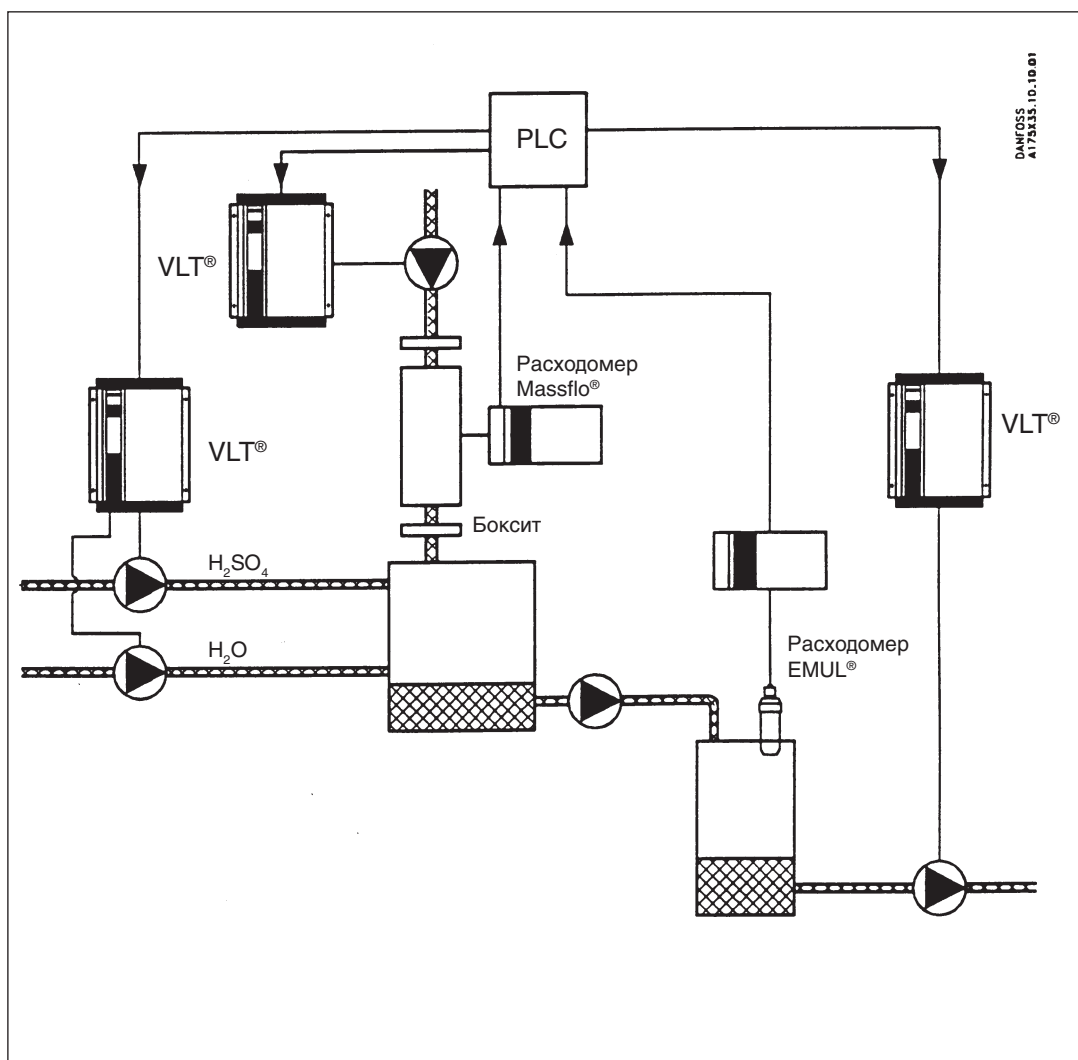 DANFOSS
A175X35.10.10.01
PLC
VLT®
Расходомер
Massflo®
VLT®
VLT®
Боксит
H₂SO₄
H₂O
Расходомер
EMUL®